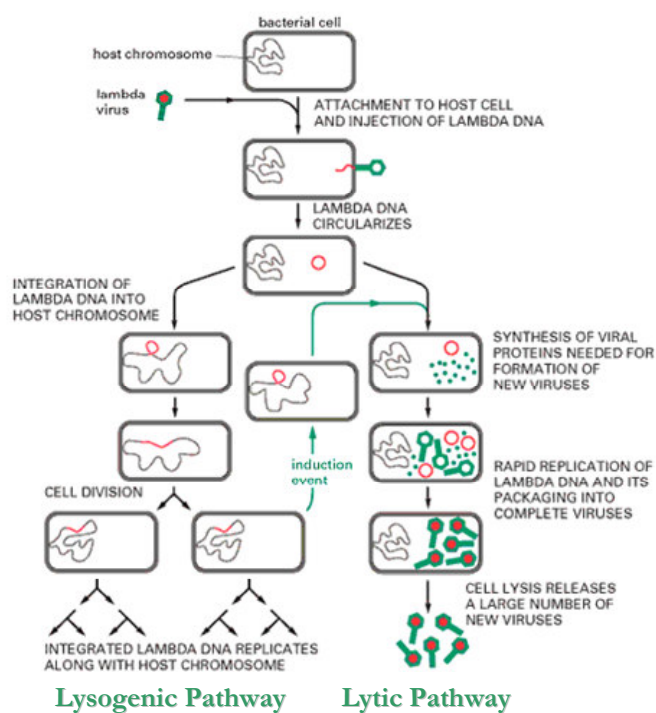 bacterial cell
host chromosome
lambda
virus
ATTACHMENT TO HOST CELL
AND INJECTION OF LAMBDA DNA
LAMBDA DNA
CIRCULARIZES
INTEGRATION OF
LAMBDA DNA INTO
HOST CHROMOSOME
SYNTHESIS OF VIRAL
PROTEINS NEEDED FOR
FORMATION OF
NEW VIRUSES
induction
event
RAPID REPLICATION OF
LAMBDA DNA AND ITS
PACKAGING INTO
COMPLETE VIRUSES
CELL DIVISION
CELL LYSIS RELEASES
A LARGE NUMBER OF
NEW VIRUSES
INTEGRATED LAMBDA DNA REPLICATES
ALONG WITH HOST CHROMOSOME
Lysogenic Pathway
Lytic Pathway